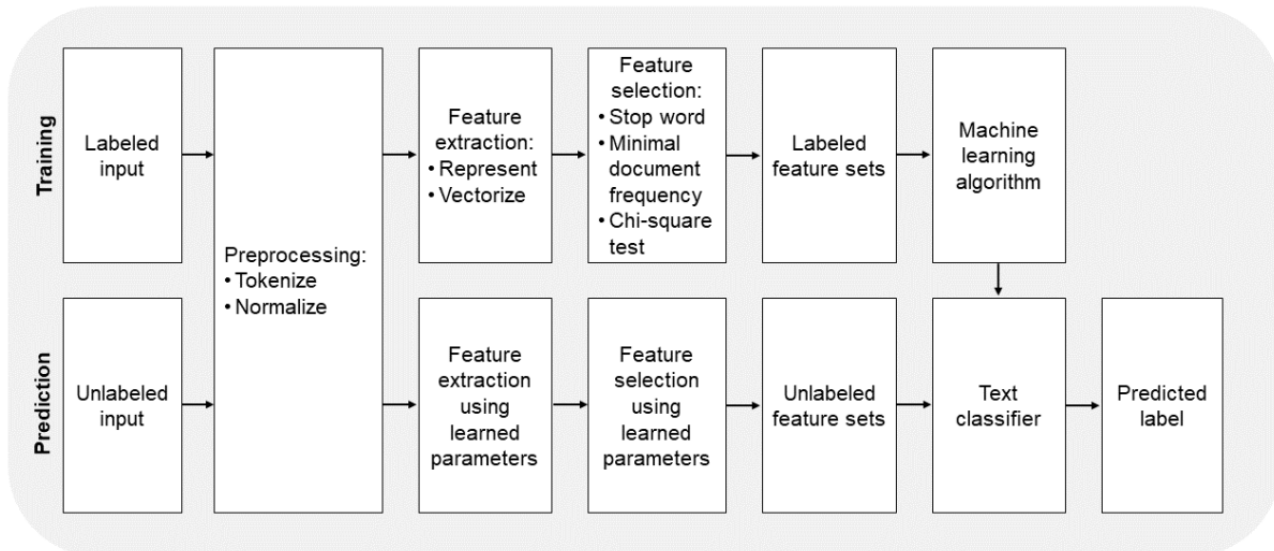 Training
Labeled
input
Preprocessing:
• Tokenize
• Normalize
Feature
extraction:
• Represent
• Vectorize
Feature
selection:
• Stop word
• Minimal
document
frequency
• Chi-square
test
Labeled
feature sets
Machine
learning
algorithm
Prediction
Unlabeled
input
Feature
extraction
using
learned
parameters
Feature
selection
using
learned
parameters
Unlabeled
feature sets
Text
classifier
Predicted
label